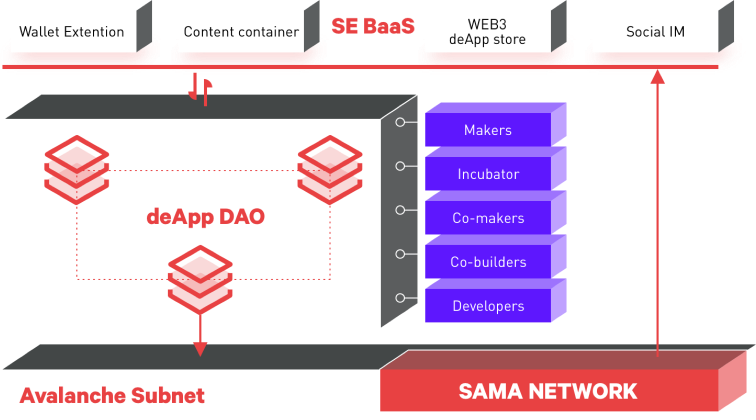 Wallet Extention
Content container
SE BaaS
WEB3
deApp store
Social IM
Makers
Incubator
Co-makers
Co-builders
Developers
deApp DAO
Avalanche Subnet
SAMA NETWORK